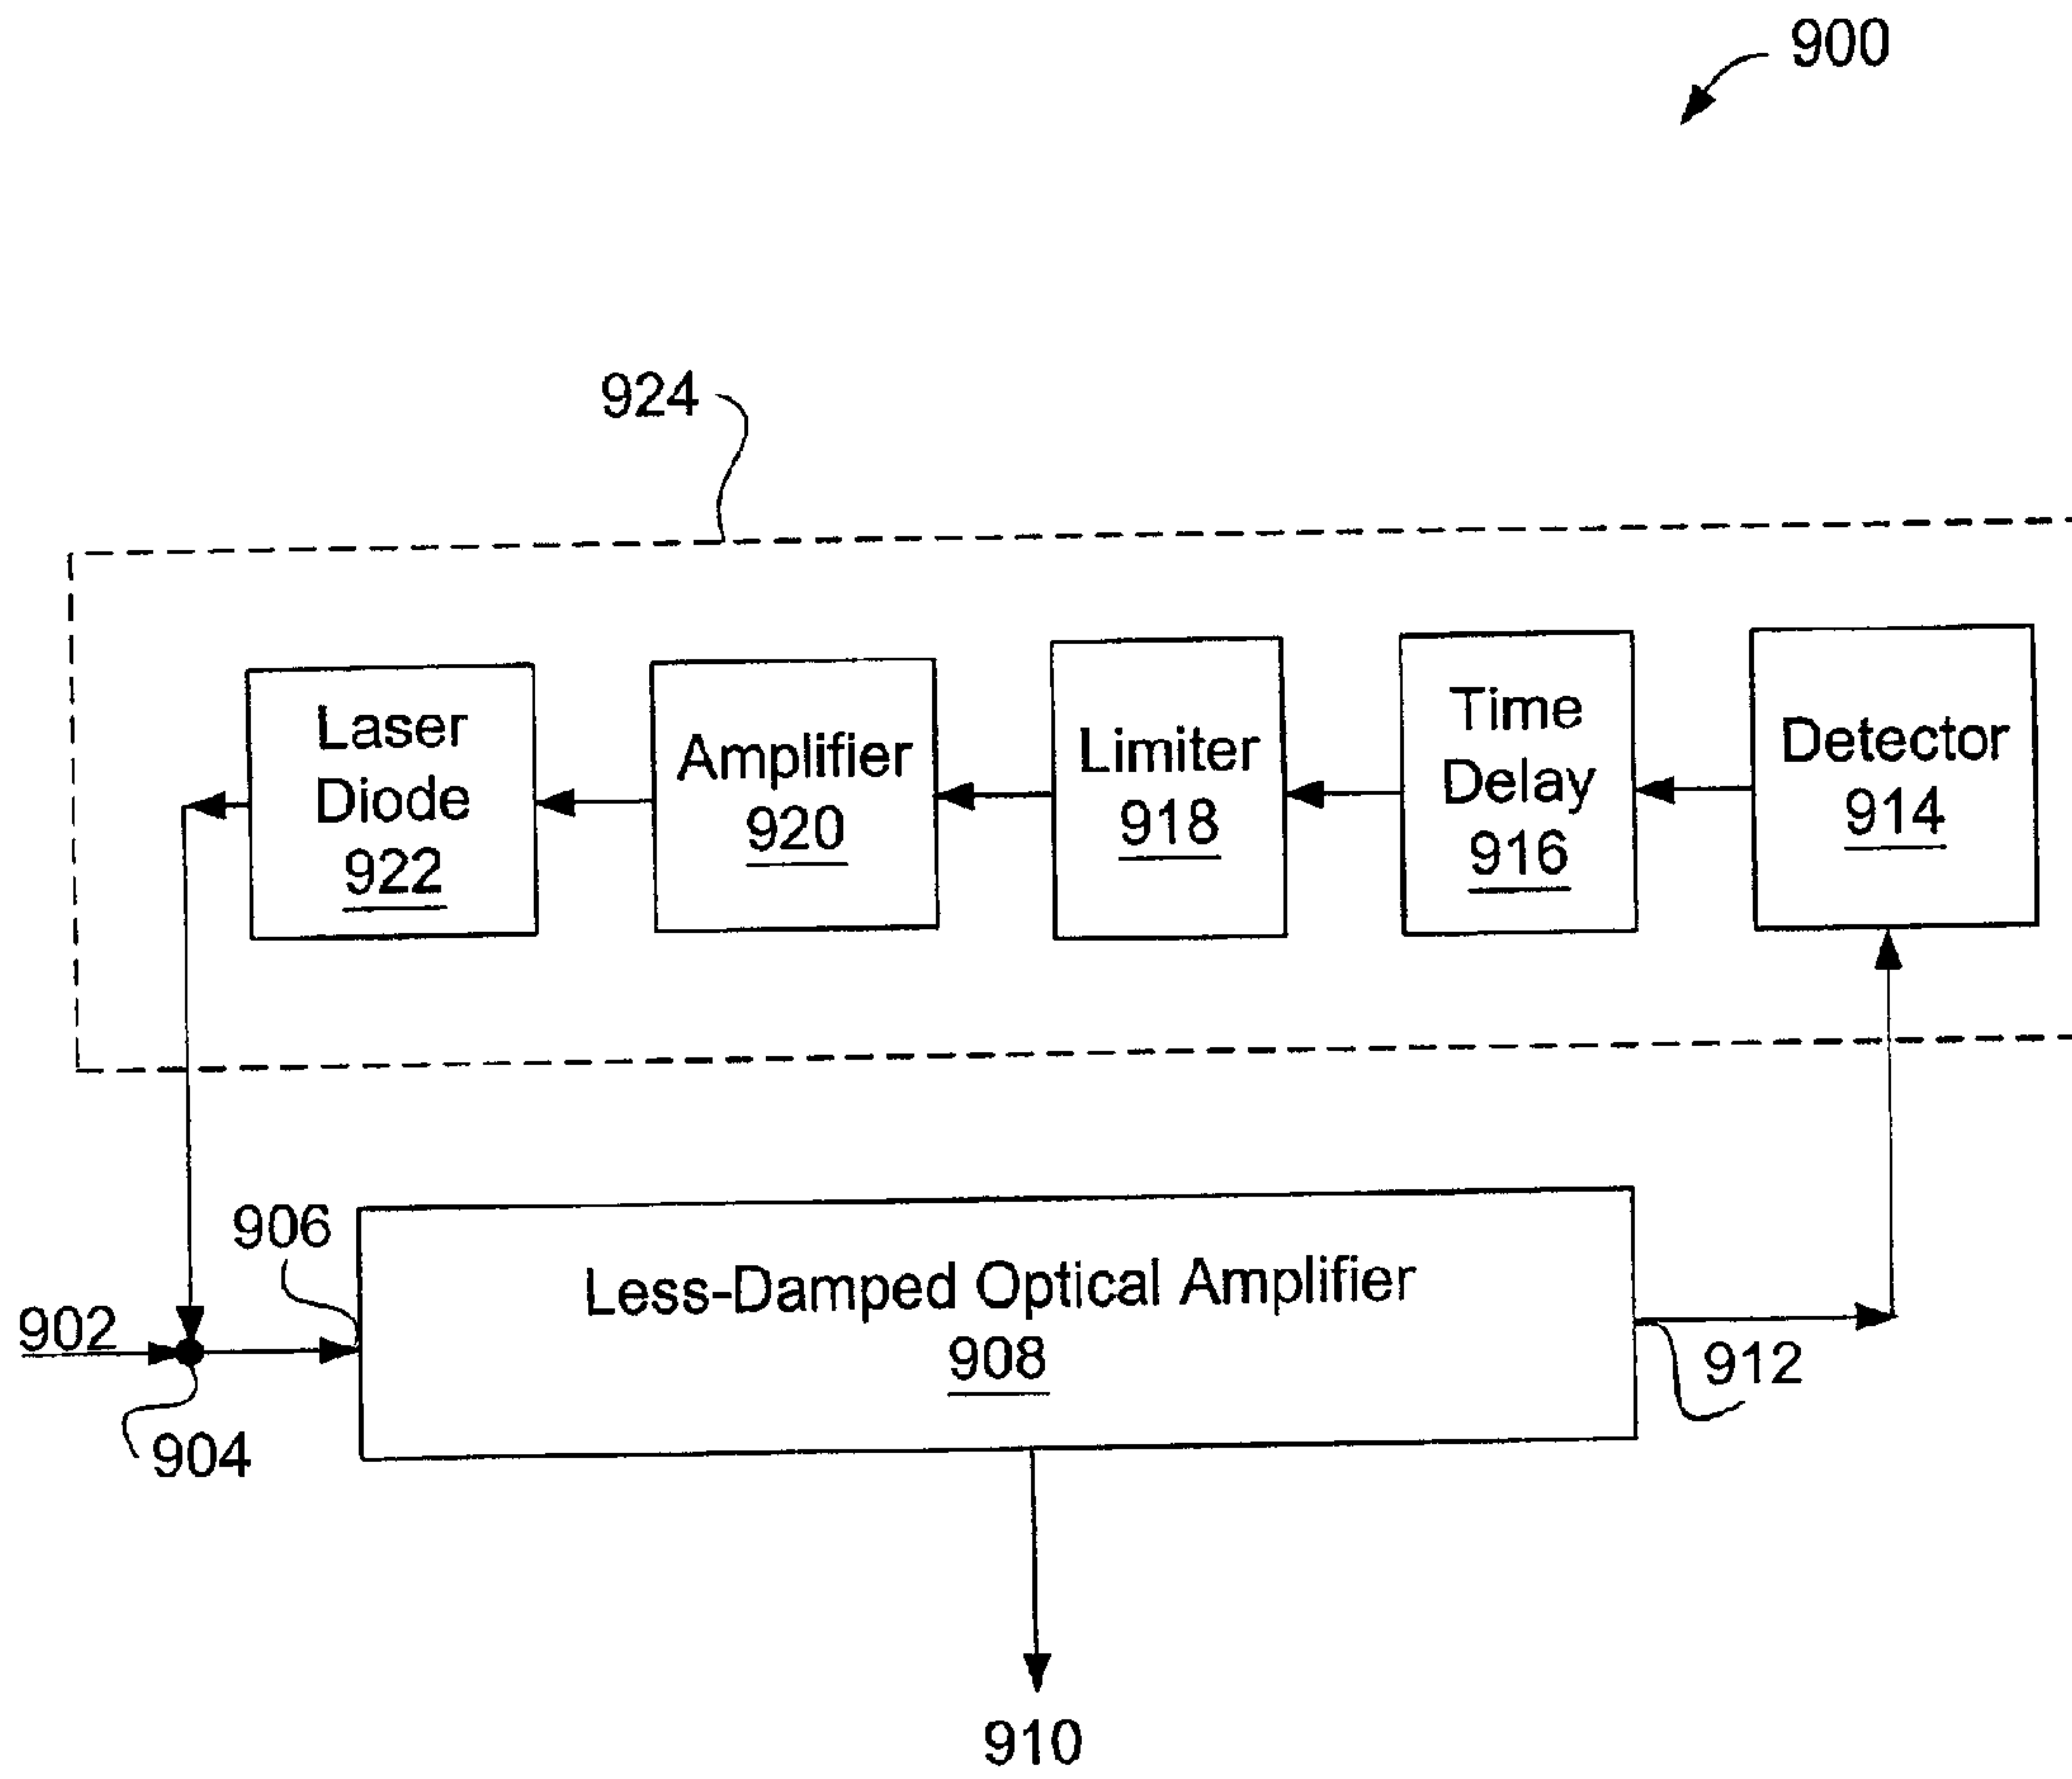 900
924
Laser
Diode
922
Amplifier
920
Limiter
918
Time
Delay
916
Detector
914
906
902
904
Less-Damped Optical Amplifier
908
912
910